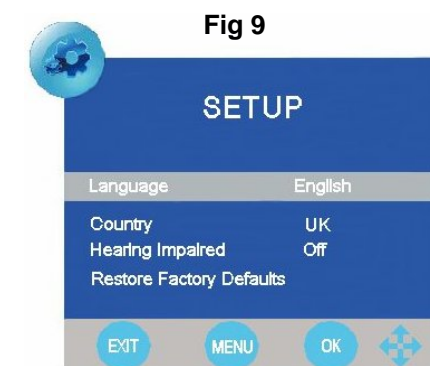 Fig 9
SETUP
Language English
Country UK
Hearing Impaired Off
Restore Factory Defaults
EXIT MENU OK